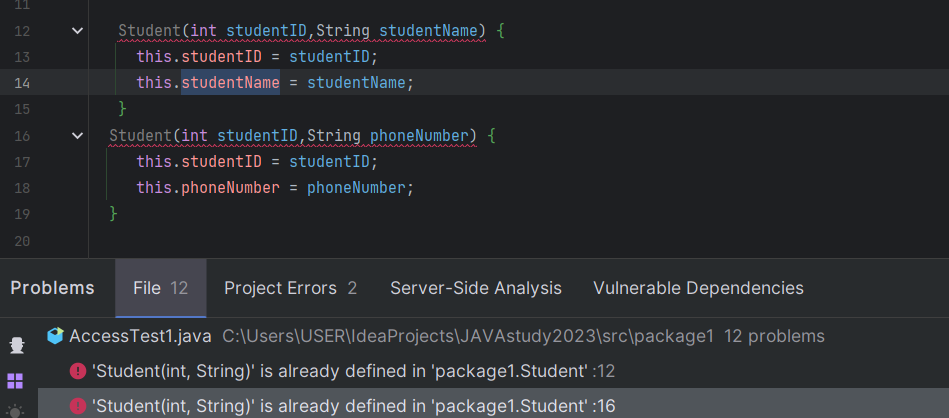 11
12 Student(int studentID,String studentName) {
13 this.studentID = studentID;
14 this.studentName = studentName;
15 }
16 Student(int studentID,String phoneNumber) {
17 this.studentID = studentID;
18 this.phoneNumber = phoneNumber;
19 }
20
Problems File 12 Project Errors 2 Server-Side Analysis Vulnerable Dependencies
AccessTest1.java C:\Users\USER\IdeaProjects\JAVAstudy2023\src\package1 12 problems
'Student(int, String)' is already defined in 'package1.Student' :12
'Student(int, String)' is already defined in 'package1.Student' :16